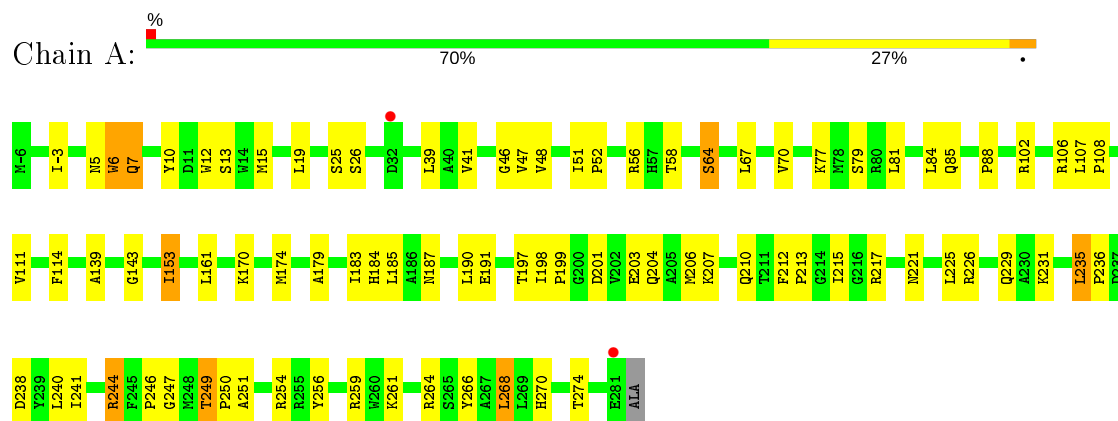 %
Chain A:
70% 27% •
M-6 I-3 N5 W6 Q7 Y10 D11 W12 S13 W14 M15 L19 S25 S26 D32 L39 A40 V41 G46 V47 V48 I51 P52 R56 H57 T58 S64 L67 V70 K77 M78 S79 R80 L81 L84 Q85 P88 R102 R106 L107 P108
V111 F114 A139 G143 I153 L161 K170 M174 A179 I183 H184 L185 A186 N187 L190 E191 T197 I198 P199 G200 D201 V202 E203 Q204 A205 M206 K207 Q210 T211 F212 P213 G214 I215 G216 R217 N221 L225 R226 Q229 A230 K231 L235 P236
D238 Y239 L240 I241 R244 F245 P246 G247 M248 T249 P250 A251 R254 R255 Y256 R259 W260 K261 R264 S265 Y266 A267 L268 L269 H270 T274 E281 ALA